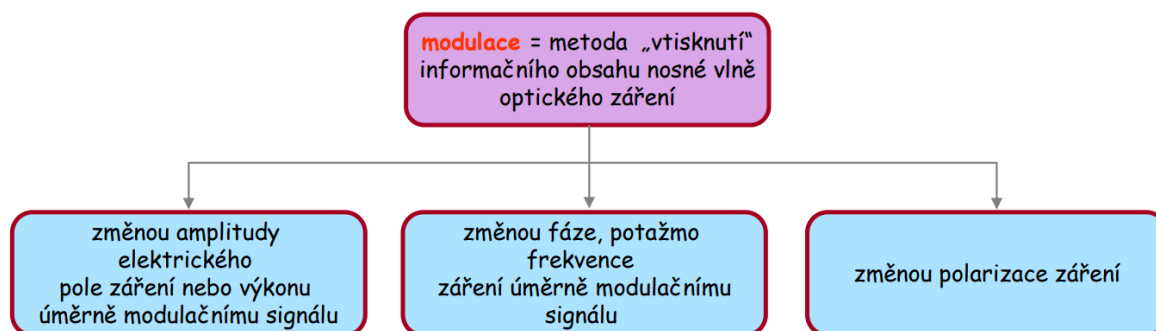 modulace = metoda „vtisknutí“
informačního obsahu nosné vlně
optického záření
změnou amplitudy
elektrického
pole záření nebo výkonu
úměrně modulačnímu signálu
změnou fáze, potažmo
frekvence
záření úměrně modulačnímu
signálu
změnou polarizace záření